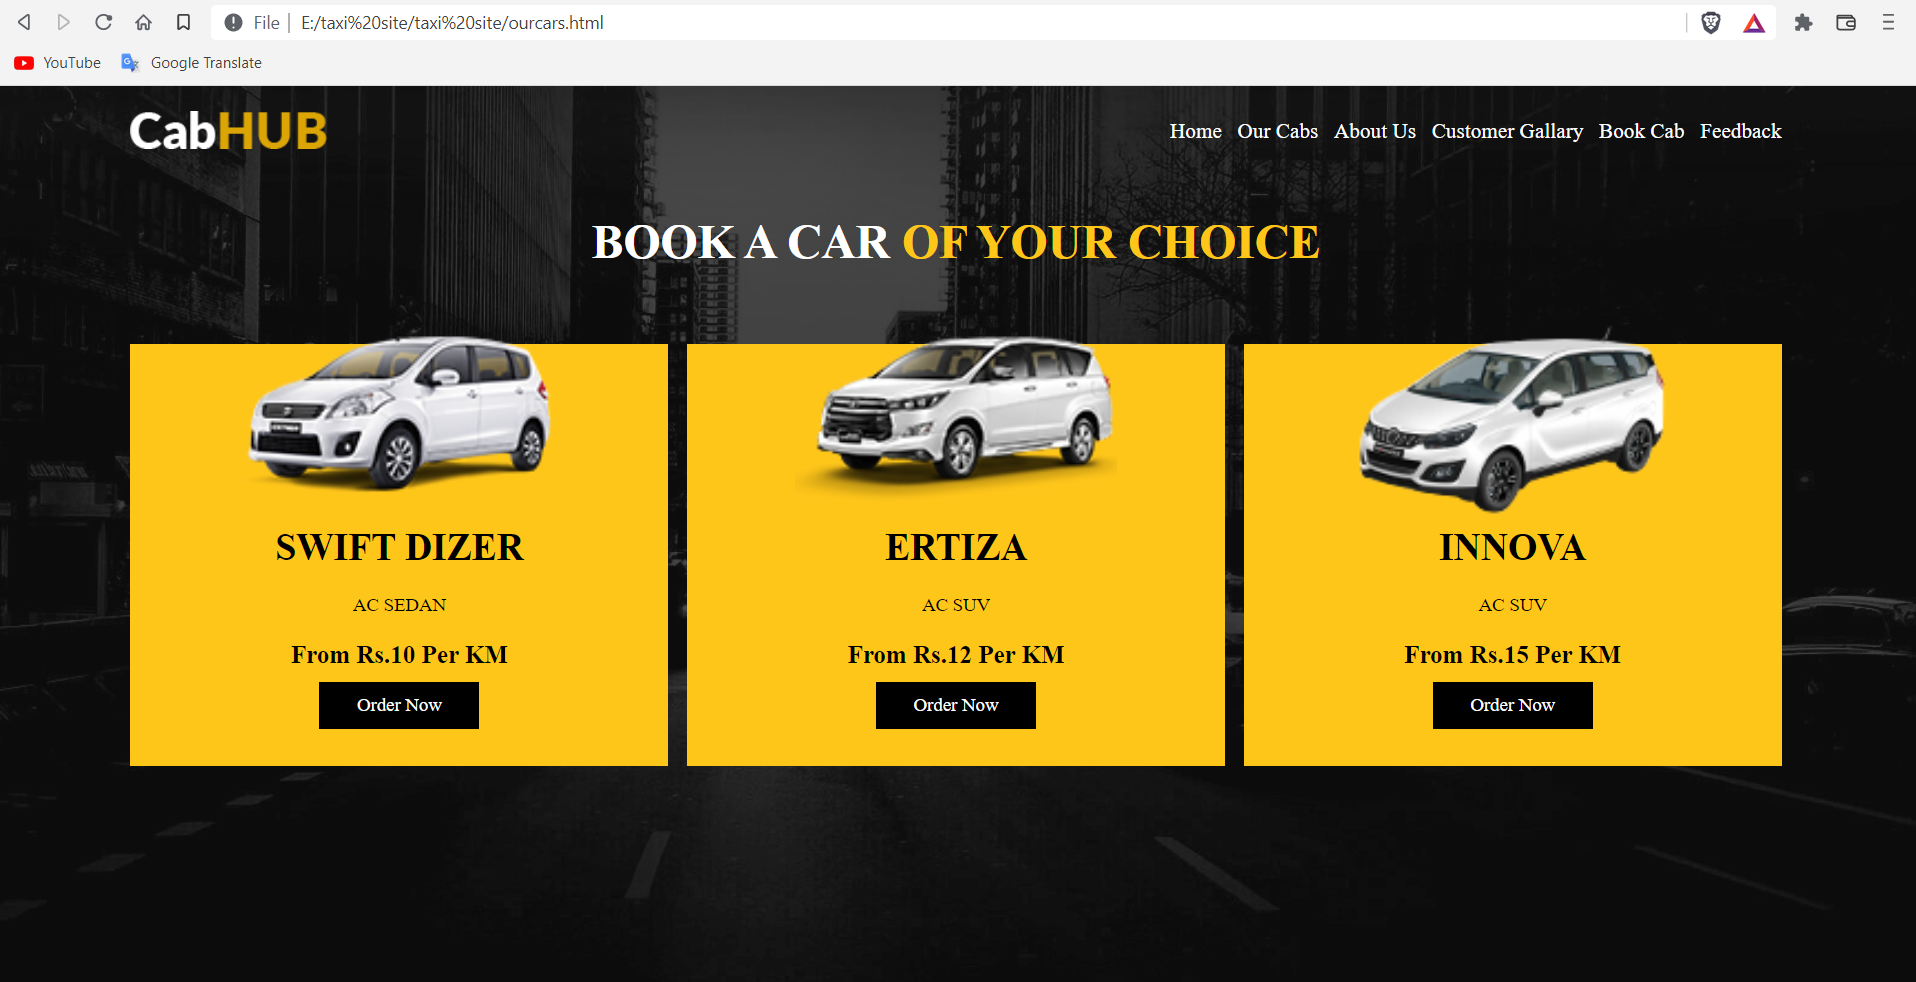 File | E:/taxi%20site/taxi%20site/ourcars.html
YouTube Google Translate
CabHUB
Home Our Cabs About Us Customer Gallary Book Cab Feedback
BOOK A CAR OF YOUR CHOICE
SWIFT DIZER
AC SEDAN
From Rs.10 Per KM
Order Now
ERTIZA
AC SUV
From Rs.12 Per KM
Order Now
INNOVA
AC SUV
From Rs.15 Per KM
Order Now